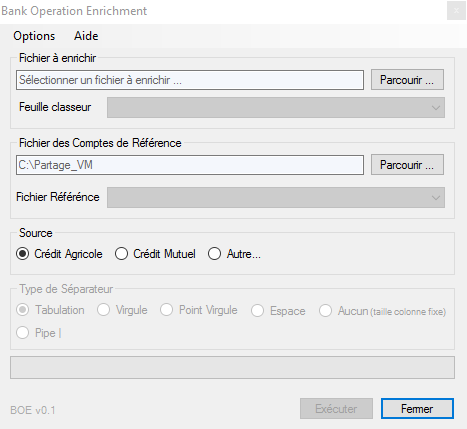 Bank Operation Enrichment
Options Aide
Fichier à enrichir
Sélectionner un fichier à enrichir ... Parcourir ...
Feuille classeur
Fichier des Comptes de Référence
C:\Partage_VM Parcourir ...
Fichier Référénce
Source
Crédit Agricole Crédit Mutuel Autre...
Type de Séparateur
Tabulation Virgule Point Virgule Espace Aucun (taille colonne fixe)
Pipe |
BOE v0.1 Exécuter Fermer